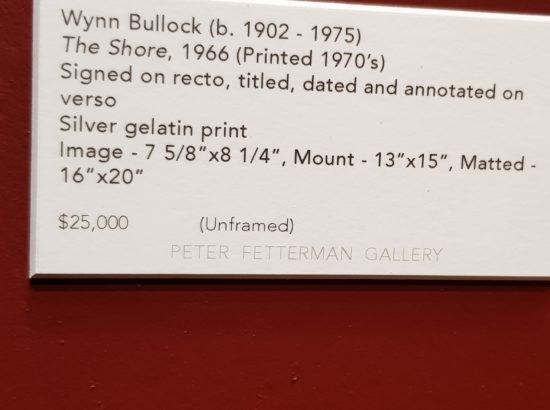 Wynn Bullock (b. 1902 - 1975)
The Shore, 1966 (Printed 1970's)
Signed on recto, titled, dated and annotated on
verso
Silver gelatin print
Image - 7 5/8"x8 1/4", Mount - 13"x15", Matted -
16"x20"
$25,000 (Unframed)
PETER FETTERMAN GALLERY